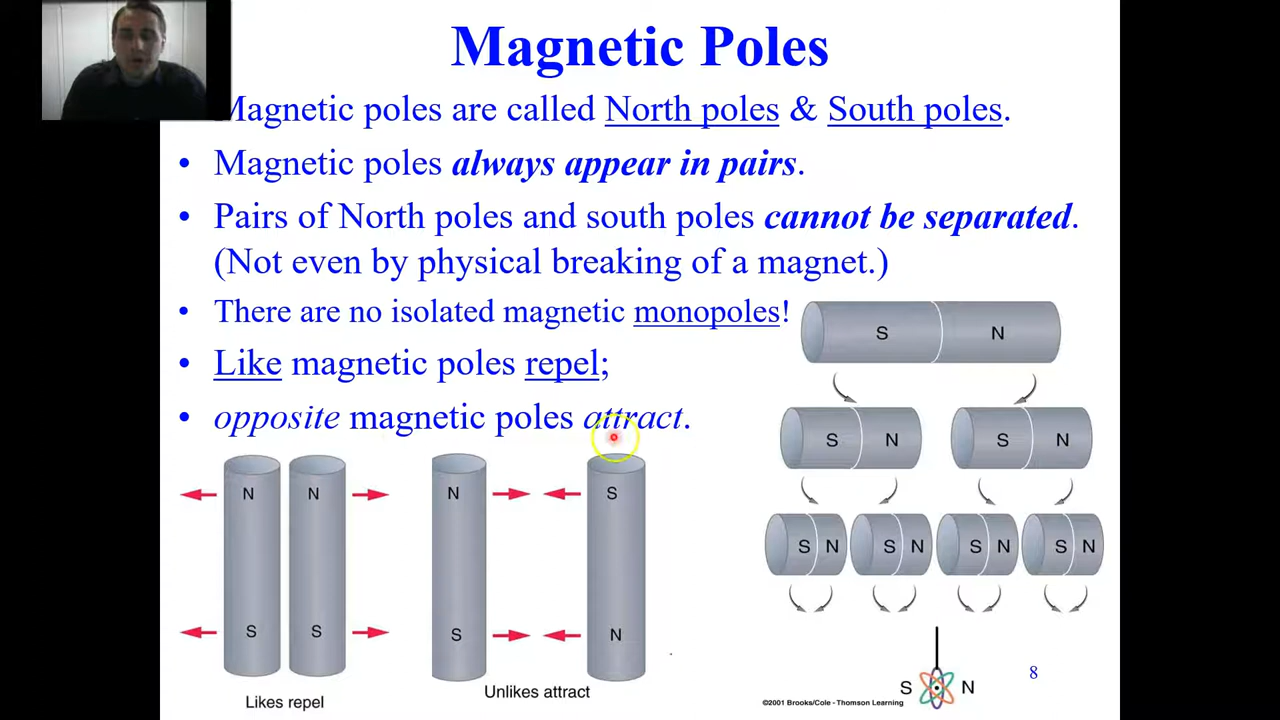 Magnetic Poles
Magnetic poles are called North poles & South poles.
• Magnetic poles always appear in pairs.
• Pairs of North poles and south poles cannot be separated.
(Not even by physical breaking of a magnet.)
• There are no isolated magnetic monopoles!
• Like magnetic poles repel;
• opposite magnetic poles attract.
N N
S S
Likes repel
N S
S N
Unlikes attract
S N
S N S N
S N S N S N S N
S N
©2001 Brooks/Cole - Thomson Learning
8